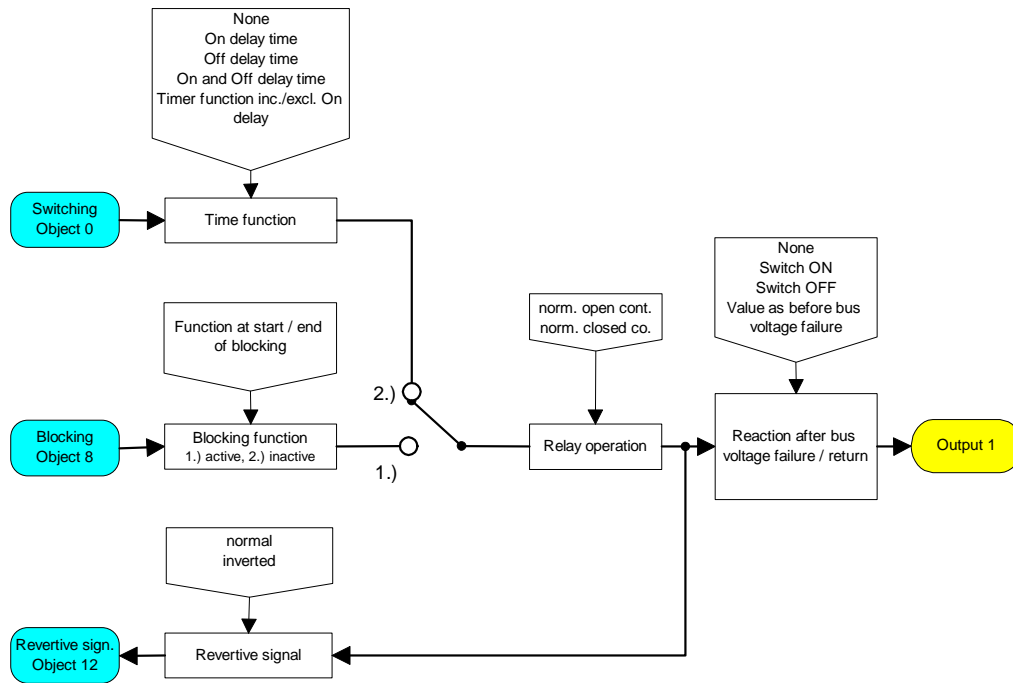 None
On delay time
Off delay time
On and Off delay time
Timer function inc./excl. On
delay
Switching
Object 0
Time function
None
Switch ON
Switch OFF
Value as before bus
voltage failure
norm. open cont.
norm. closed co.
Function at start / end
of blocking
2.)
Blocking
Object 8
Blocking function
1.) active, 2.) inactive
1.)
Relay operation
Reaction after bus
voltage failure / return
Output 1
normal
inverted
Revertive sign.
Object 12
Revertive signal